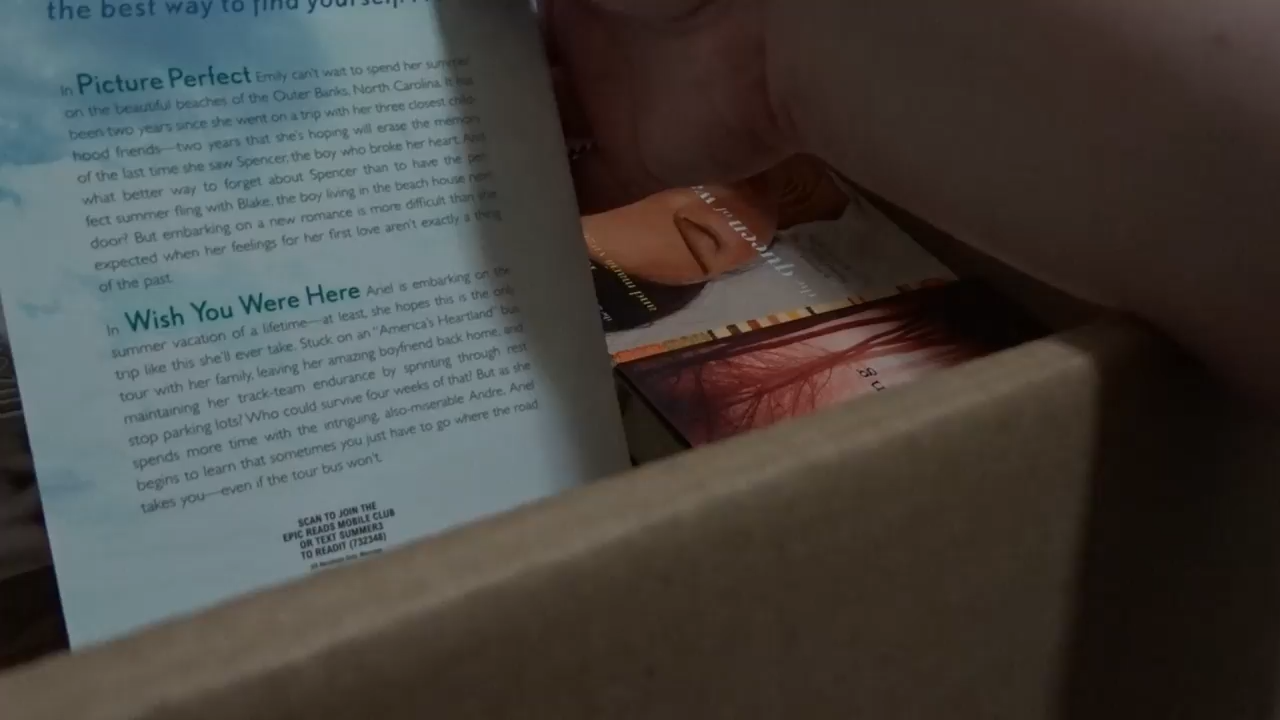 the best way to find yourself
In Picture Perfect Emily can't wait to spend her summer
on the beautiful beaches of the Outer Banks, North Carolina. It has
been two years since she went on a trip with her three closest child-
hood friends—two years that she's hoping will erase the memory
of the last time she saw Spencer, the boy who broke her heart. And
what better way to forget about Spencer than to have the per-
fect summer fling with Blake, the boy living in the beach house next
door? But embarking on a new romance is more difficult than she
expected when her feelings for her first love aren't exactly a thing
of the past.
In Wish You Were Here Ariel is embarking on the
summer vacation of a lifetime—at least, she hopes this is the only
trip like this she'll ever take. Stuck on an "America's Heartland" bus
tour with her family, leaving her amazing boyfriend back home, and
maintaining her track-team endurance by sprinting through rest
stop parking lots! Who could survive four weeks of that? But as she
spends more time with the intriguing, also-miserable Andre, Ariel
begins to learn that sometimes you just have to go where the road
takes you—even if the tour bus won't.
SCAN TO JOIN THE
EPIC READS MOBILE CLUB
OR TEXT SUMMER3
TO READIT (732348)
the queen of
and maria